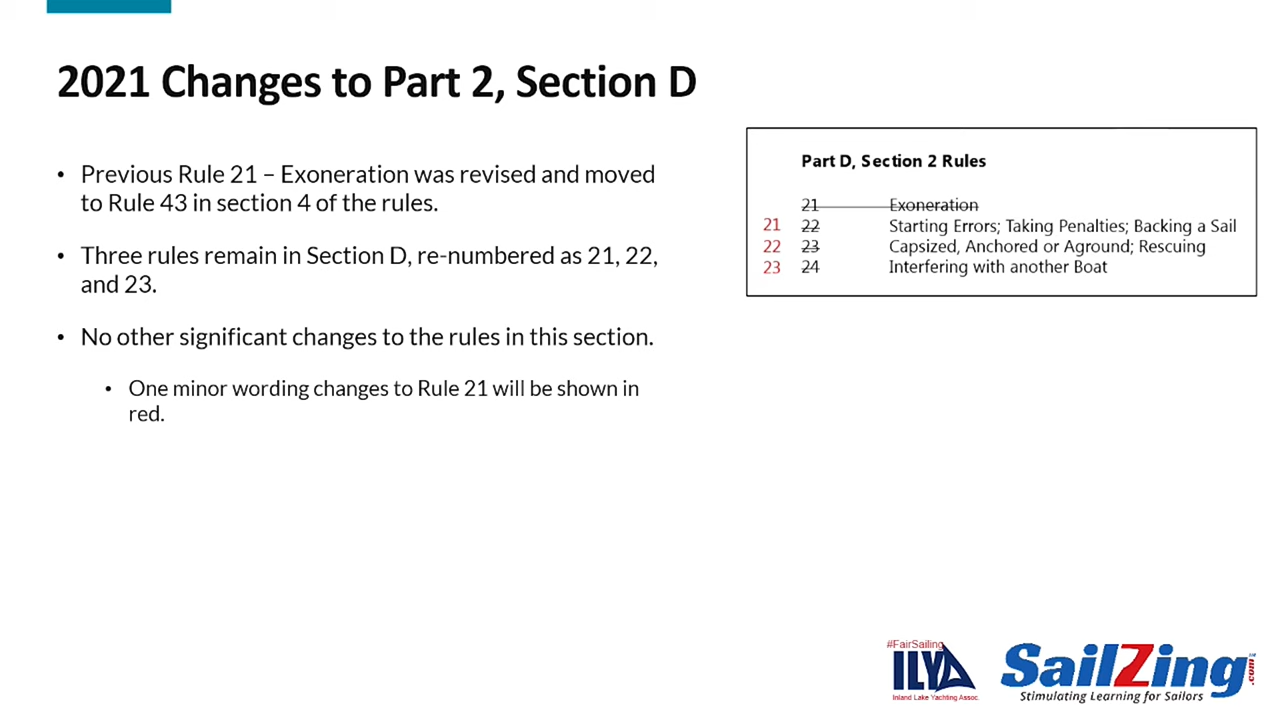 2021 Changes to Part 2, Section D
• Previous Rule 21 – Exoneration was revised and moved
to Rule 43 in section 4 of the rules.
• Three rules remain in Section D, re-numbered as 21, 22,
and 23.
• No other significant changes to the rules in this section.
• One minor wording changes to Rule 21 will be shown in
red.
Part D, Section 2 Rules
21 Exoneration
21 22 Starting Errors; Taking Penalties; Backing a Sail
22 23 Capsized, Anchored or Aground; Rescuing
23 24 Interfering with another Boat
#FairSailing
ILYA
Inland Lake Yachting Assoc.
SailZing.com
Stimulating Learning for Sailors